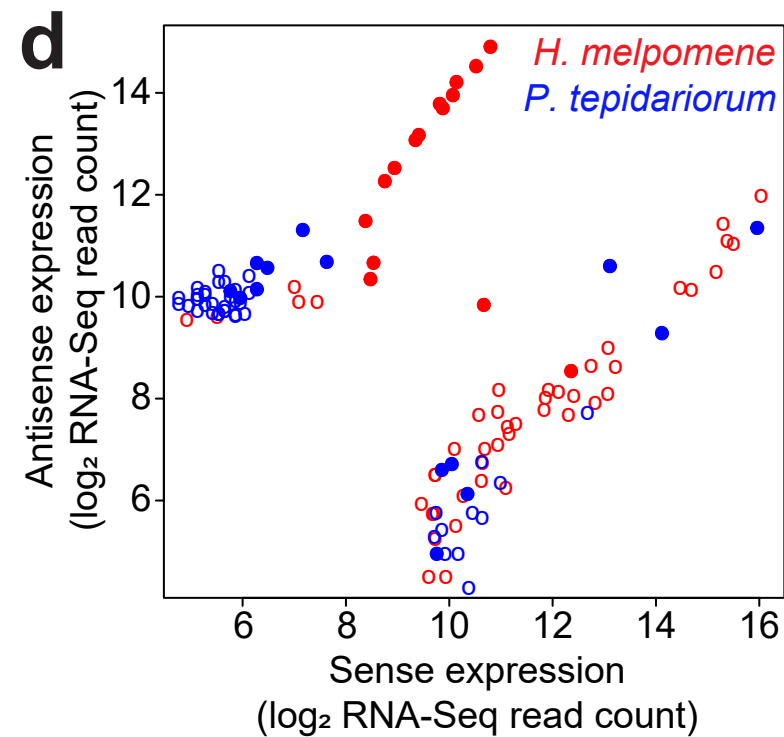 d
H. melpomene
P. tepidariorum
Antisense expression
(log₂ RNA-Seq read count)
14
12
10
8
6
6 8 10 12 14 16
Sense expression
(log₂ RNA-Seq read count)